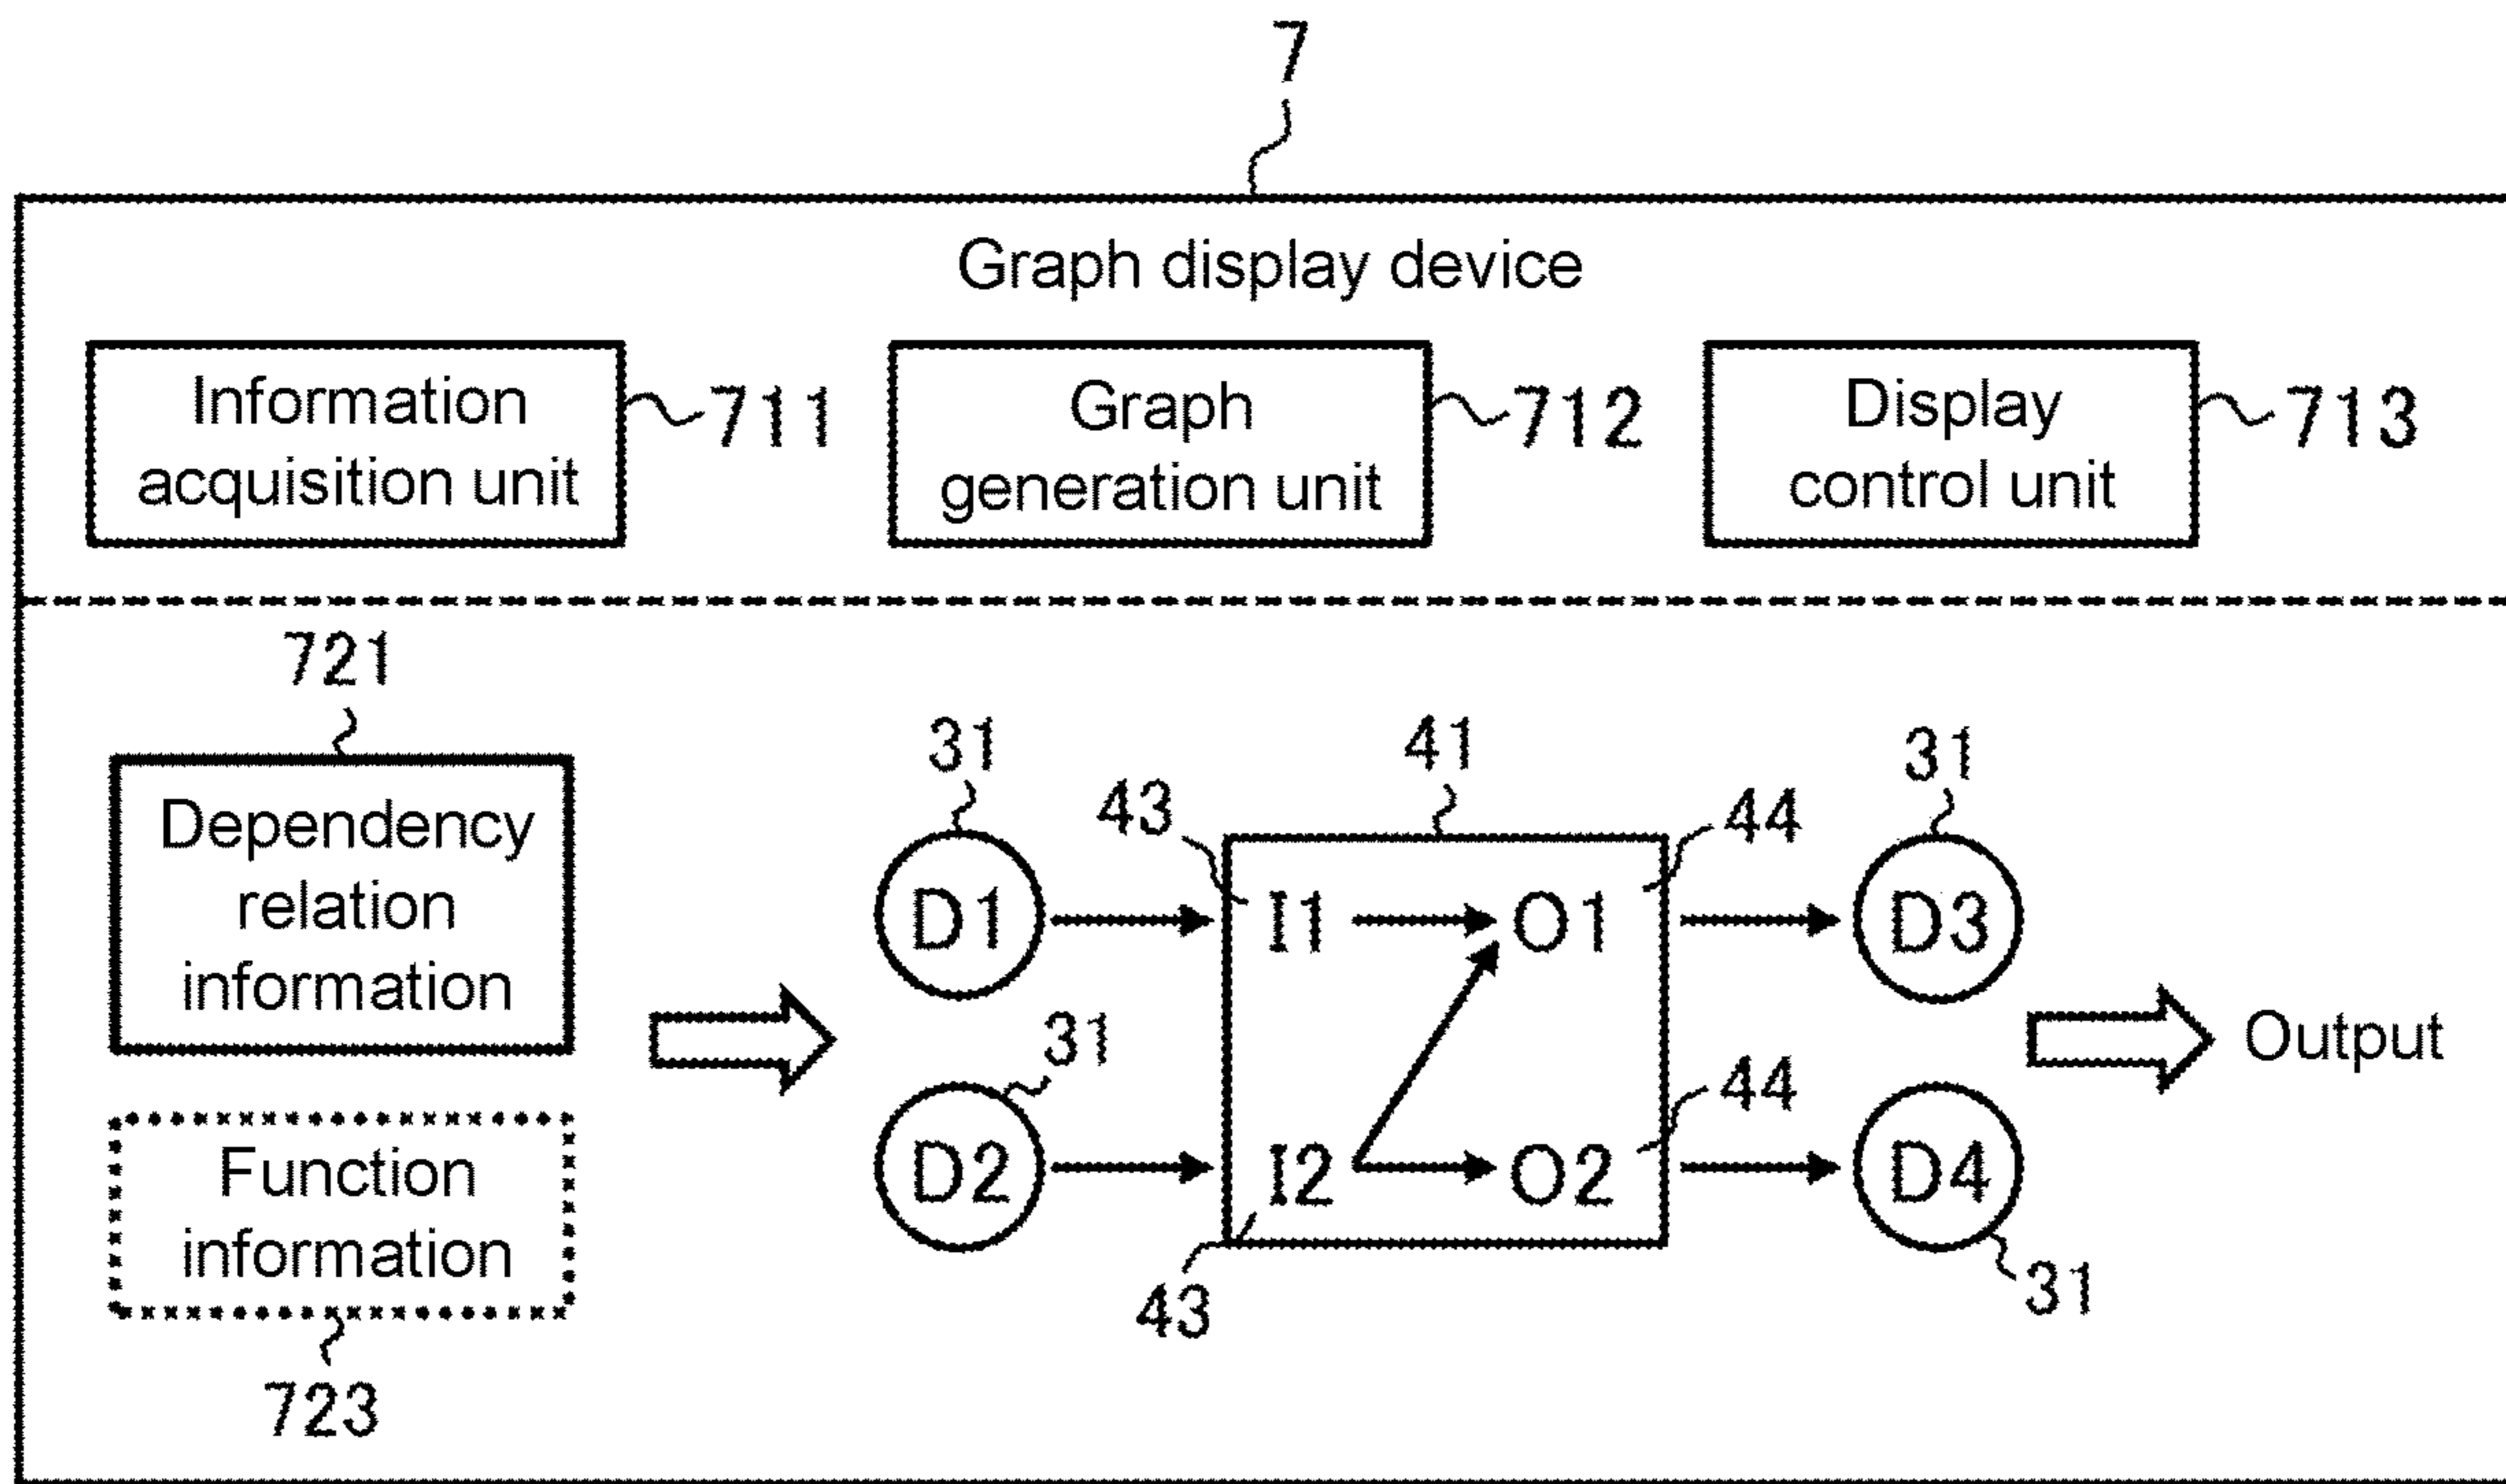 7
Graph display device
Information
acquisition unit
711
Graph
generation unit
712
Display
control unit
713
721
Dependency
relation
information
Function
information
723
31
43
41
44
31
D1
I1
O1
D3
31
44
Output
D2
I2
O2
D4
43
31